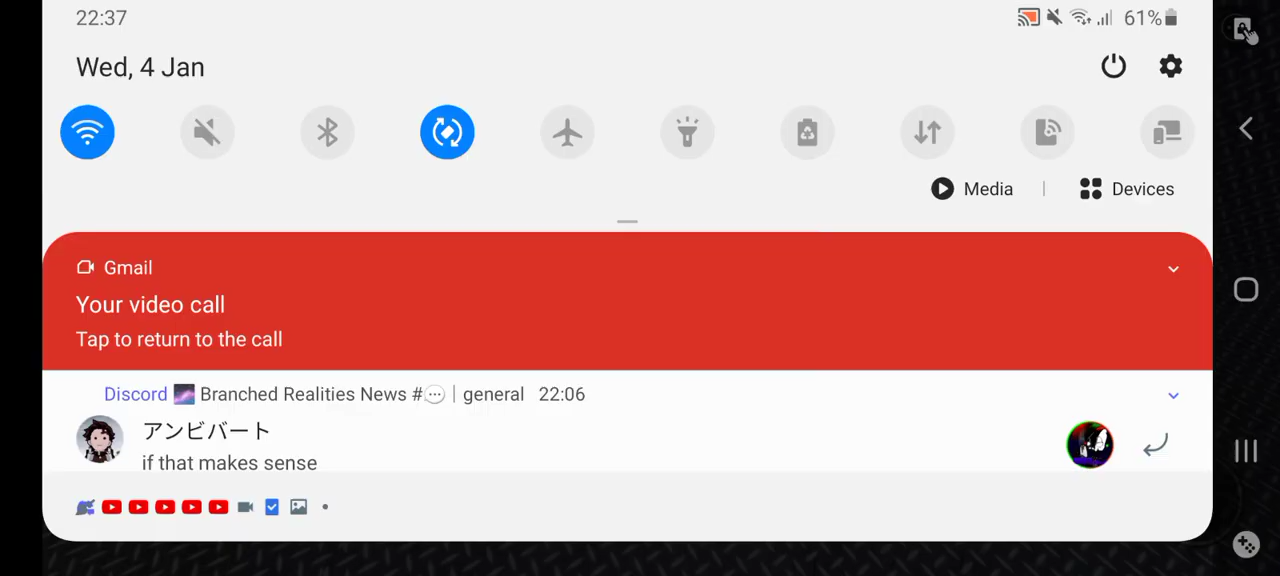 22:37
61%
Wed, 4 Jan
Media
Devices
Gmail
Your video call
Tap to return to the call
Discord Branched Realities News #💬│general 22:06
アンビバート
if that makes sense